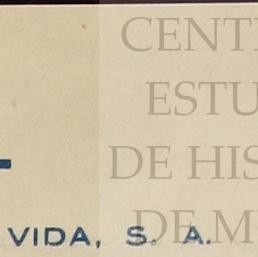 CENT
ESTU
DE HIS
DE M
VIDA, S. A.